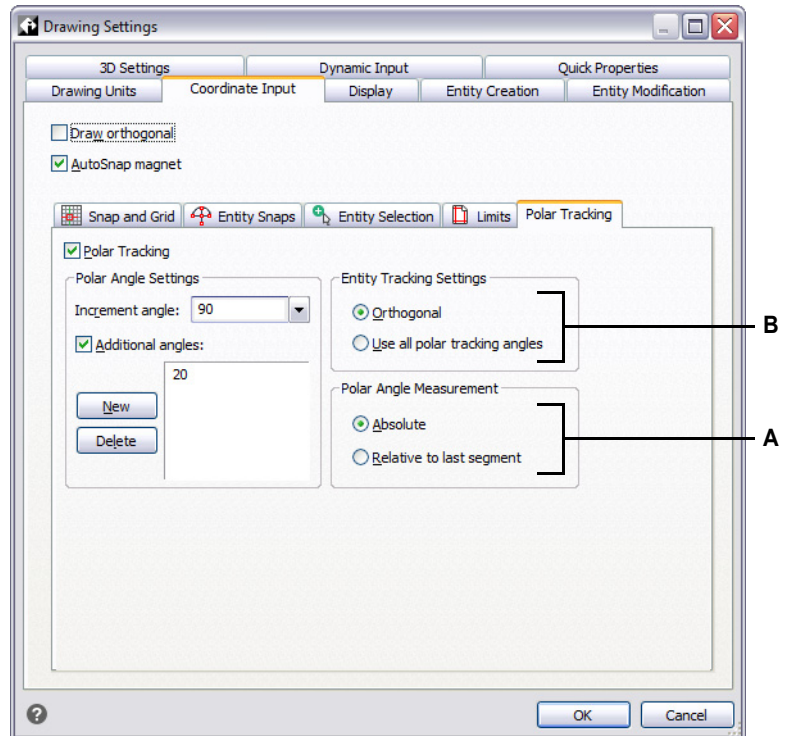 Drawing Settings
3D Settings Dynamic Input Quick Properties
Drawing Units Coordinate Input Display Entity Creation Entity Modification
Draw orthogonal
AutoSnap magnet
Snap and Grid Entity Snaps Entity Selection Limits Polar Tracking
Polar Tracking
Polar Angle Settings
Increment angle: 90
Additional angles:
20
New
Delete
Entity Tracking Settings
Orthogonal
Use all polar tracking angles
B
Polar Angle Measurement
Absolute
Relative to last segment
A
?
OK Cancel